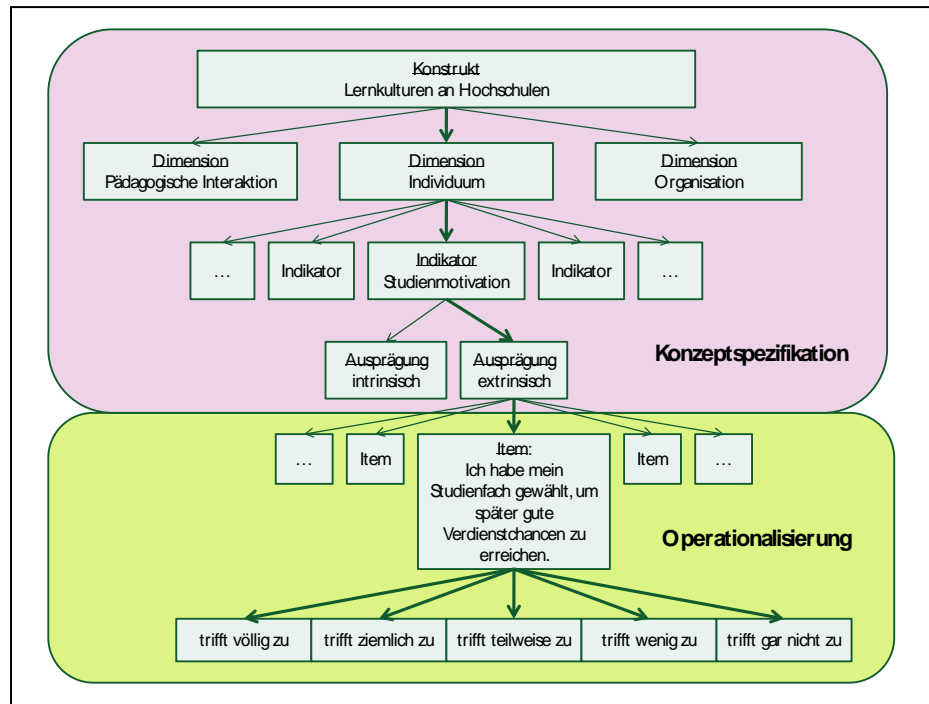 Konstrukt
Lernkulturen an Hochschulen
Dimension
Pädagogische Interaktion
Dimension
Individuum
Dimension
Organisation
…
Indikator
Indikator
Studienmotivation
Indikator
…
Ausprägung
intrinsisch
Ausprägung
extrinsisch
Konzeptspezifikation
…
Item
Item:
Ich habe mein
Studienfach gewählt, um
später gute
Verdienstchancen zu
erreichen.
Item
…
Operationalisierung
trifft völlig zu
trifft ziemlich zu
trifft teilweise zu
trifft wenig zu
trifft gar nicht zu